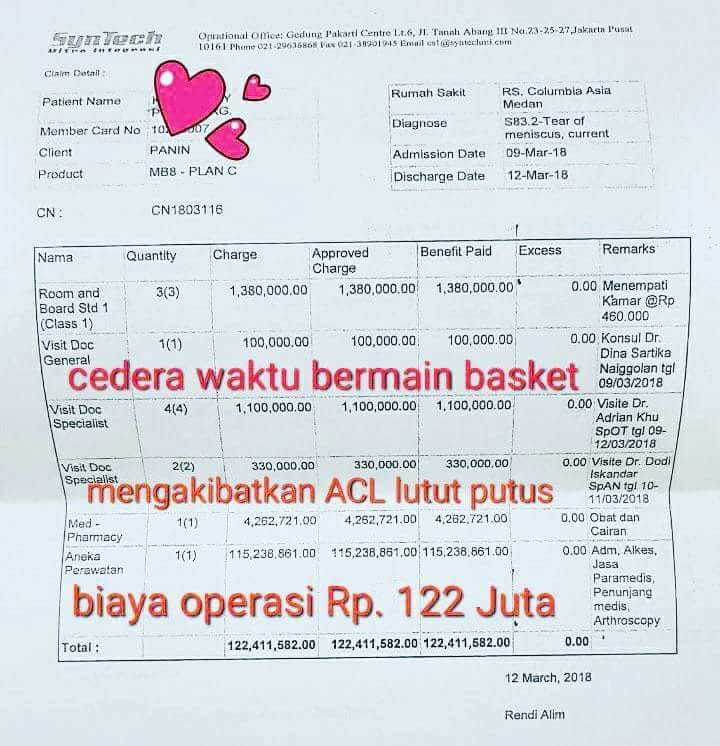 SynTech
Mitra Integrasi
Oprational Office: Gedung Pakarti Centre Lt.6, Jl. Tanah Abang III No.23-25-27,Jakarta Pusat
10161 Phone 021-29636868 Fax 021-38901945 Email cs1@syntechmi.com
Claim Detail :
Patient Name
Member Card No
Client PANIN
Product MB8 - PLAN C
Rumah Sakit RS. Columbia Asia
Medan
Diagnose S83.2-Tear of
meniscus, current
Admission Date 09-Mar-18
Discharge Date 12-Mar-18
CN : CN1803116
Nama Quantity Charge Approved Charge Benefit Paid Excess Remarks
Room and Board Std 1 (Class 1) 3(3) 1,380,000.00 1,380,000.00 1,380,000.00 0.00 Menempati Kamar @Rp 460.000
Visit Doc General 1(1) 100,000.00 100,000.00 100,000.00 0.00 Konsul Dr. Dina Sartika Naiggolan tgl 09/03/2018
cedera waktu bermain basket
Visit Doc Specialist 4(4) 1,100,000.00 1,100,000.00 1,100,000.00 0.00 Visite Dr. Adrian Khu SpOT tgl 09-12/03/2018
Visit Doc Specialist 2(2) 330,000.00 330,000.00 330,000.00 0.00 Visite Dr. Dodi Iskandar SpAN tgl 10-11/03/2018
mengakibatkan ACL lutut putus
Med - Pharmacy 1(1) 4,262,721.00 4,262,721.00 4,262,721.00 0.00 Obat dan Cairan
Aneka Perawatan 1(1) 115,238,861.00 115,238,861.00 115,238,861.00 0.00 Adm, Alkes, Jasa Paramedis, Penunjang medis, Arthroscopy
biaya operasi Rp. 122 Juta
Total : 122,411,582.00 122,411,582.00 122,411,582.00 0.00
12 March, 2018
Rendi Alim